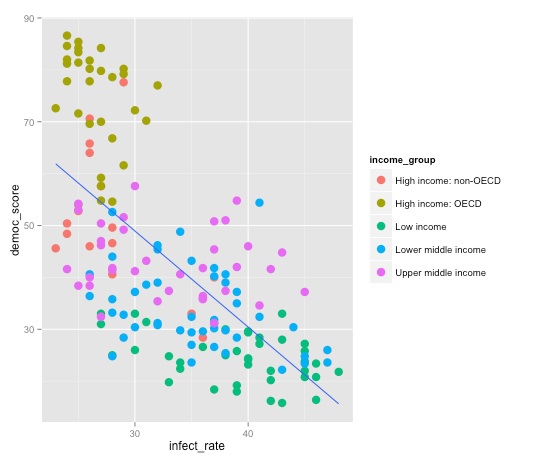 90
70
50
30
democ_score
30
40
infect_rate
income_group
High income: non-OECD
High income: OECD
Low income
Lower middle income
Upper middle income